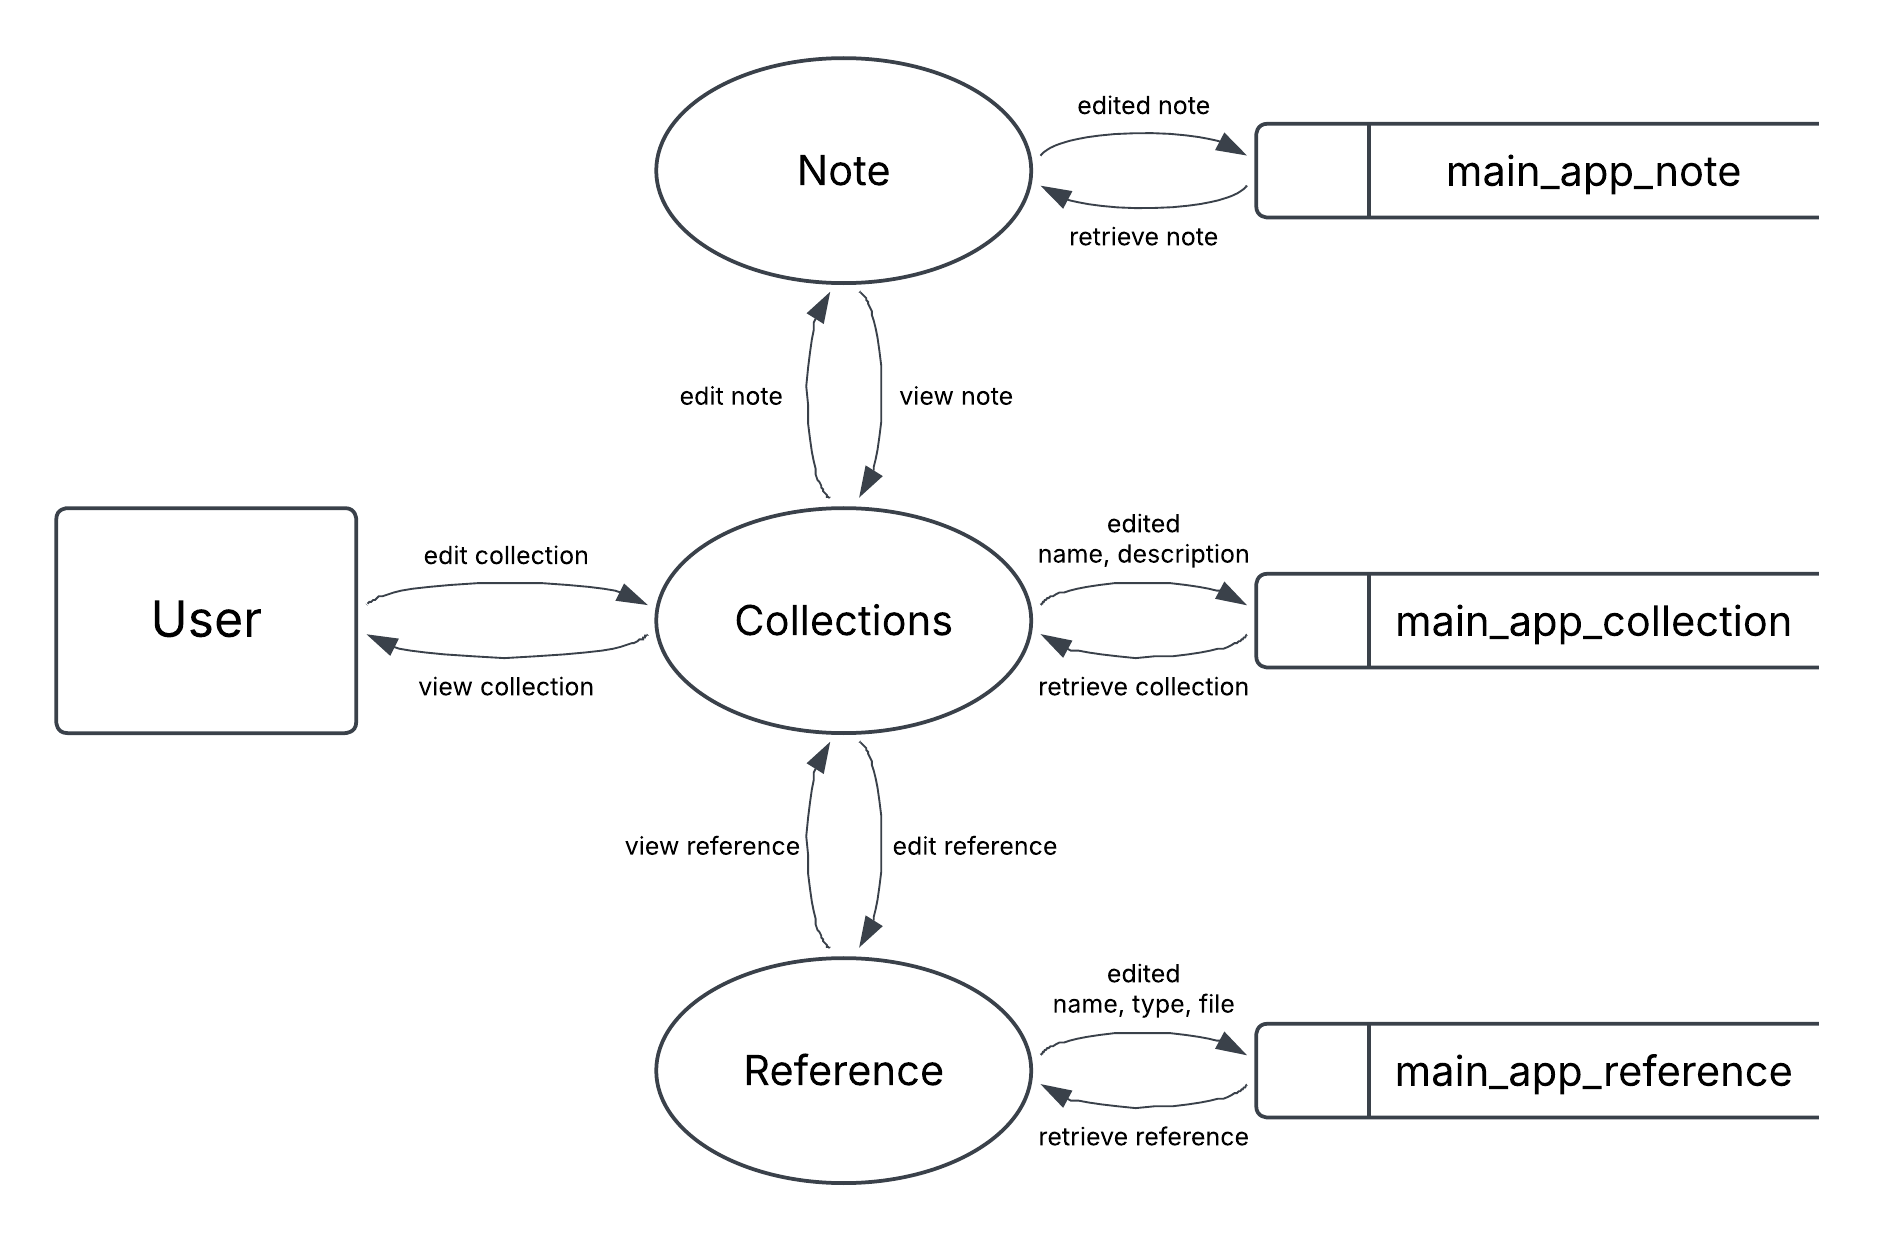 Note
edited note
main_app_note
retrieve note
edit note
view note
User
edit collection
view collection
Collections
edited
name, description
main_app_collection
retrieve collection
view reference
edit reference
Reference
edited
name, type, file
main_app_reference
retrieve reference